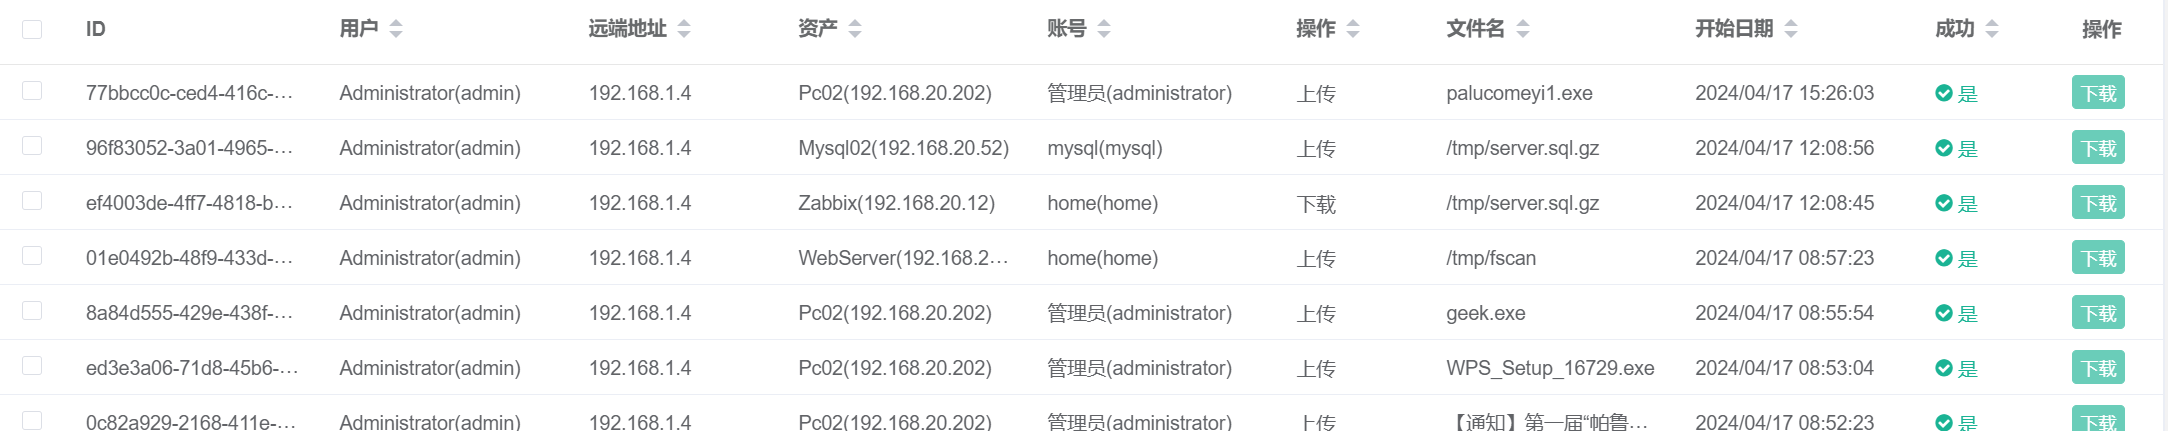 ID 用户 远端地址 资产 账号 操作 文件名 开始日期 成功 操作
77bbcc0c-ced4-416c-… Administrator(admin) 192.168.1.4 Pc02(192.168.20.202) 管理员(administrator) 上传 palucomeyi1.exe 2024/04/17 15:26:03 是 下载
96f83052-3a01-4965-… Administrator(admin) 192.168.1.4 Mysql02(192.168.20.52) mysql(mysql) 上传 /tmp/server.sql.gz 2024/04/17 12:08:56 是 下载
ef4003de-4ff7-4818-b… Administrator(admin) 192.168.1.4 Zabbix(192.168.20.12) home(home) 下载 /tmp/server.sql.gz 2024/04/17 12:08:45 是 下载
01e0492b-48f9-433d-… Administrator(admin) 192.168.1.4 WebServer(192.168.2… home(home) 上传 /tmp/fscan 2024/04/17 08:57:23 是 下载
8a84d555-429e-438f-… Administrator(admin) 192.168.1.4 Pc02(192.168.20.202) 管理员(administrator) 上传 geek.exe 2024/04/17 08:55:54 是 下载
ed3e3a06-71d8-45b6-… Administrator(admin) 192.168.1.4 Pc02(192.168.20.202) 管理员(administrator) 上传 WPS_Setup_16729.exe 2024/04/17 08:53:04 是 下载
0c82a929-2168-411e-… Administrator(admin) 192.168.1.4 Pc02(192.168.20.202) 管理员(administrator) 上传 【通知】第一届“帕鲁… 2024/04/17 08:52:23 是 下载